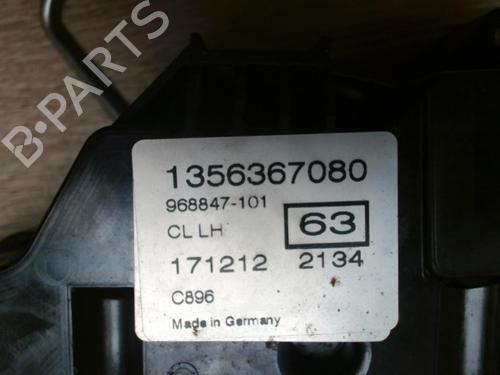 B-PARTS
1356367080
968847-101
CL LH
63
171212 2134
C896
Made in Germany